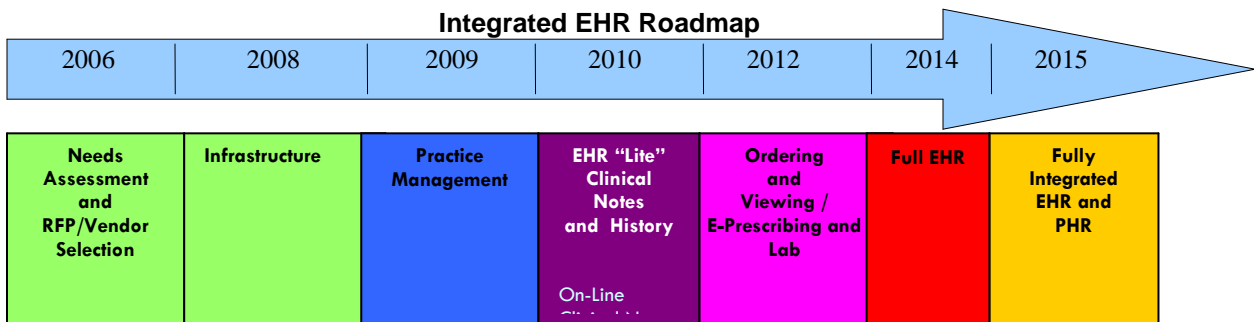 Integrated EHR Roadmap
2006 2008 2009 2010 2012 2014 2015
Needs
Assessment
and
RFP/Vendor
Selection
Infrastructure
Practice
Management
EHR “Lite”
Clinical
Notes
and History
On-Line
Ordering
and
Viewing /
E-Prescribing and
Lab
Full EHR
Fully
Integrated
EHR and
PHR